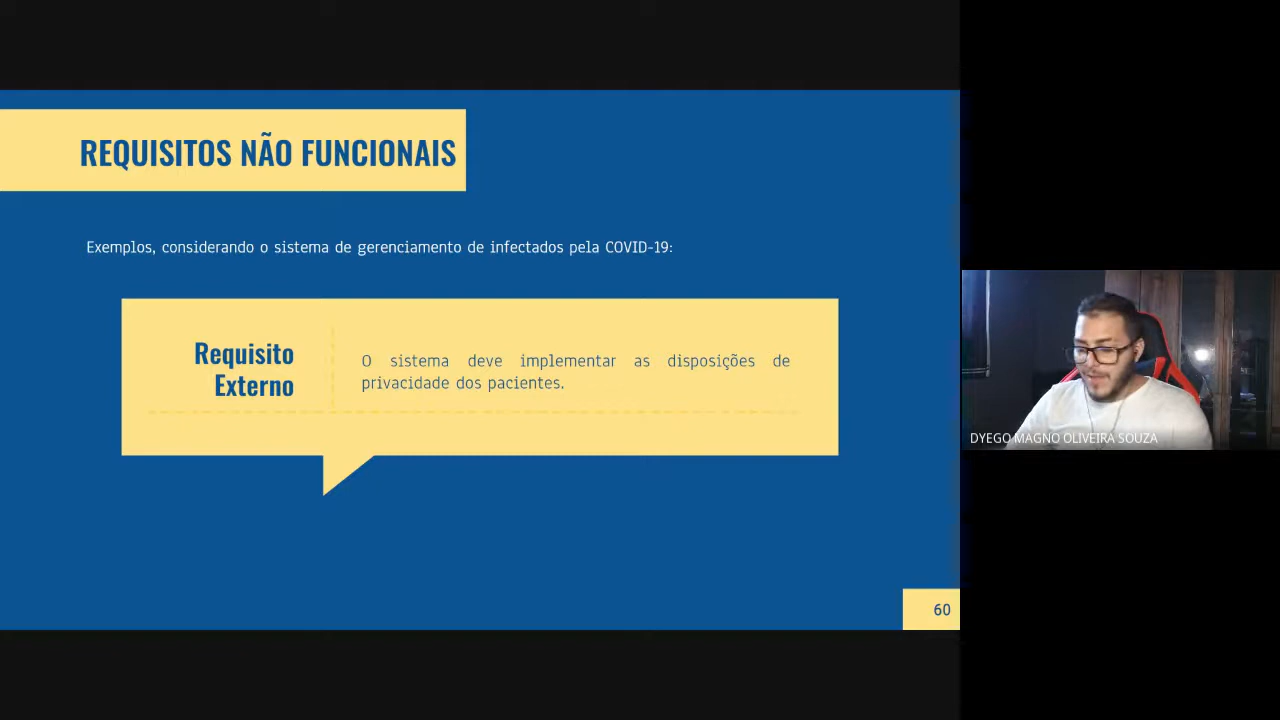 REQUISITOS NÃO FUNCIONAIS
Exemplos, considerando o sistema de gerenciamento de infectados pela COVID-19:
Requisito
Externo
O sistema deve implementar as disposições de
privacidade dos pacientes.
60
DYEGO MAGNO OLIVEIRA SOUZA